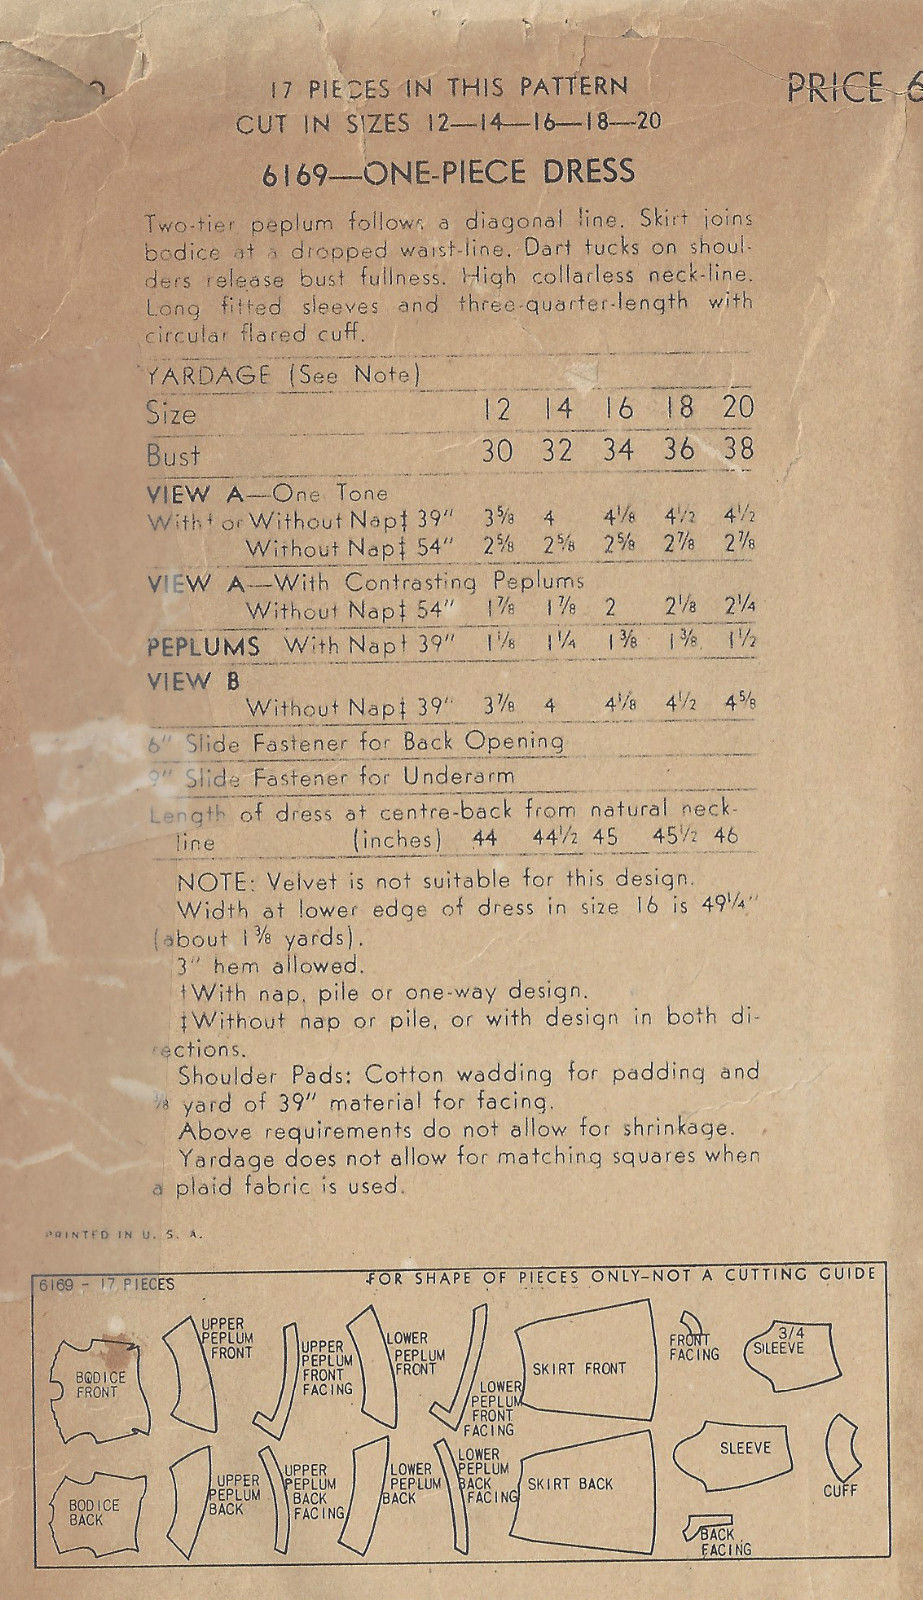 17 PIECES IN THIS PATTERN
PRICE 6
CUT IN SIZES 12—14—16—18—20
6169—ONE-PIECE DRESS
Two-tier peplum follows a diagonal line. Skirt joins
bodice at a dropped waist-line. Dart tucks on shoul-
ders release bust fullness. High collarless neck-line.
Long fitted sleeves and three-quarter-length with
circular flared cuff.
YARDAGE (See Note)
Size 12 14 16 18 20
Bust 30 32 34 36 38
VIEW A—One Tone
With† or Without Nap‡ 39" 3⅝ 4 4⅛ 4½ 4½
Without Nap‡ 54" 2⅝ 2⅝ 2⅝ 2⅞ 2⅞
VIEW A—With Contrasting Peplums
Without Nap‡ 54" 1⅞ 1⅞ 2 2⅛ 2¼
PEPLUMS With Nap† 39" 1⅛ 1¼ 1⅜ 1⅜ 1½
VIEW B
Without Nap‡ 39" 3⅞ 4 4⅛ 4½ 4⅝
6" Slide Fastener for Back Opening
9" Slide Fastener for Underarm
Length of dress at centre-back from natural neck-
line (inches) 44 44½ 45 45½ 46
NOTE: Velvet is not suitable for this design.
Width at lower edge of dress in size 16 is 49¼"
(about 1⅜ yards).
3" hem allowed.
†With nap, pile or one-way design.
‡Without nap or pile, or with design in both di-
rections.
Shoulder Pads: Cotton wadding for padding and
⅜ yard of 39" material for facing.
Above requirements do not allow for shrinkage.
Yardage does not allow for matching squares when
a plaid fabric is used.
PRINTED IN U. S. A.
6169 - 17 PIECES
FOR SHAPE OF PIECES ONLY—NOT A CUTTING GUIDE
BODICE
FRONT
UPPER
PEPLUM
FRONT
UPPER
PEPLUM
FRONT
FACING
LOWER
PEPLUM
FRONT
LOWER
PEPLUM
FRONT
FACING
SKIRT FRONT
FRONT
FACING
3/4
SLEEVE
BODICE
BACK
UPPER
PEPLUM
BACK
UPPER
PEPLUM
BACK
FACING
LOWER
PEPLUM
BACK
LOWER
PEPLUM
BACK
FACING
SKIRT BACK
SLEEVE
CUFF
BACK
FACING